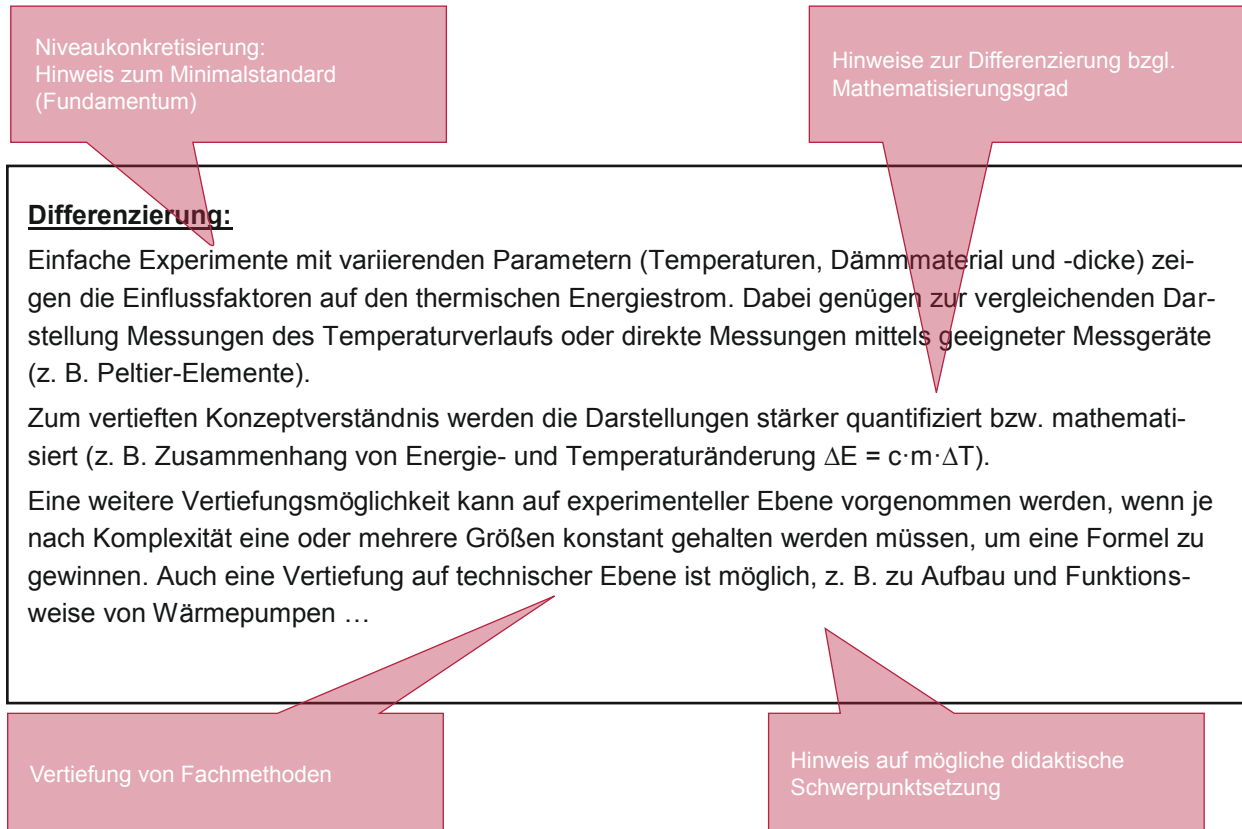 Niveaukonkretisierung:
Hinweis zum Minimalstandard
(Fundamentum)
Hinweise zur Differenzierung bzgl.
Mathematisierungsgrad
Differenzierung:
Einfache Experimente mit variierenden Parametern (Temperaturen, Dämmmaterial und -dicke) zei-
gen die Einflussfaktoren auf den thermischen Energiestrom. Dabei genügen zur vergleichenden Dar-
stellung Messungen des Temperaturverlaufs oder direkte Messungen mittels geeigneter Messgeräte
(z. B. Peltier-Elemente).
Zum vertieften Konzeptverständnis werden die Darstellungen stärker quantifiziert bzw. mathemati-
siert (z. B. Zusammenhang von Energie- und Temperaturänderung ΔE = c·m·ΔT).
Eine weitere Vertiefungsmöglichkeit kann auf experimenteller Ebene vorgenommen werden, wenn je
nach Komplexität eine oder mehrere Größen konstant gehalten werden müssen, um eine Formel zu
gewinnen. Auch eine Vertiefung auf technischer Ebene ist möglich, z. B. zu Aufbau und Funktions-
weise von Wärmepumpen …
Vertiefung von Fachmethoden
Hinweis auf mögliche didaktische
Schwerpunktsetzung